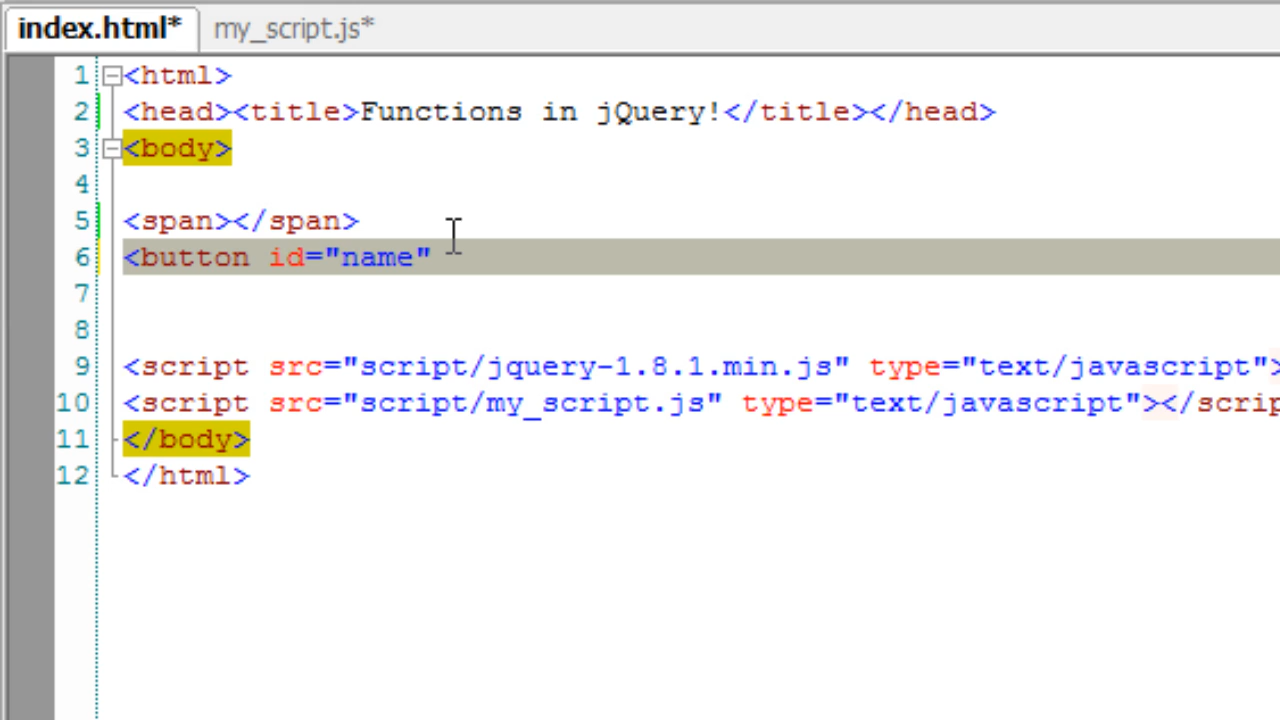 index.html* my_script.js*
1 <html>
2 <head><title>Functions in jQuery!</title></head>
3 <body>
4
5 <span></span>
6 <button id="name"
7
8
9 <script src="script/jquery-1.8.1.min.js" type="text/javascript">
10 <script src="script/my_script.js" type="text/javascript"></scrip
11 </body>
12 </html>